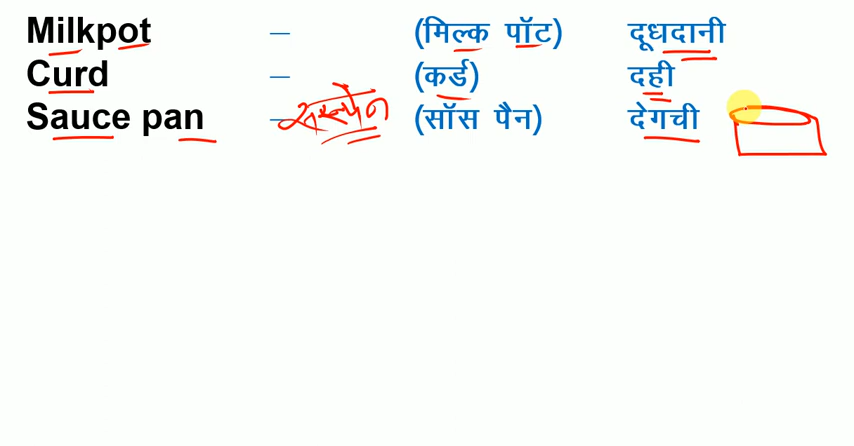 Milkpot – (मिल्क पॉट) दूधदानी
Curd – (कर्ड) दही
Sauce pan – (सॉस पैन) देगची